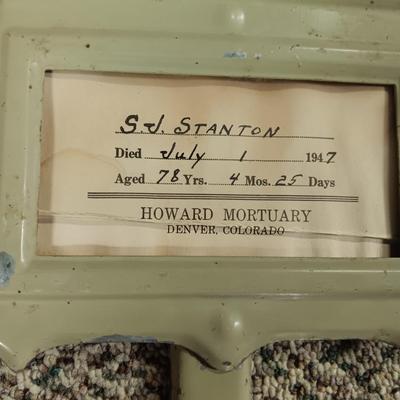 S.J. STANTON
Died July 1 1947
Aged 78 Yrs. 4 Mos. 25 Days
HOWARD MORTUARY
DENVER, COLORADO